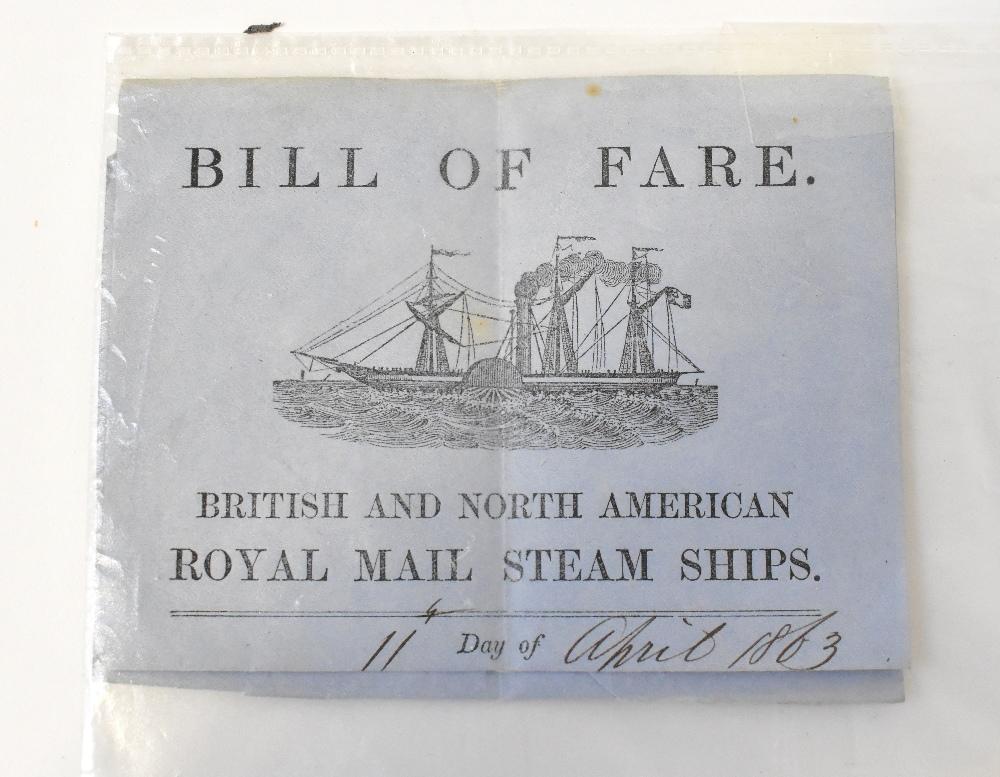 BILL OF FARE.
BRITISH AND NORTH AMERICAN
ROYAL MAIL STEAM SHIPS.
11th Day of April 1863